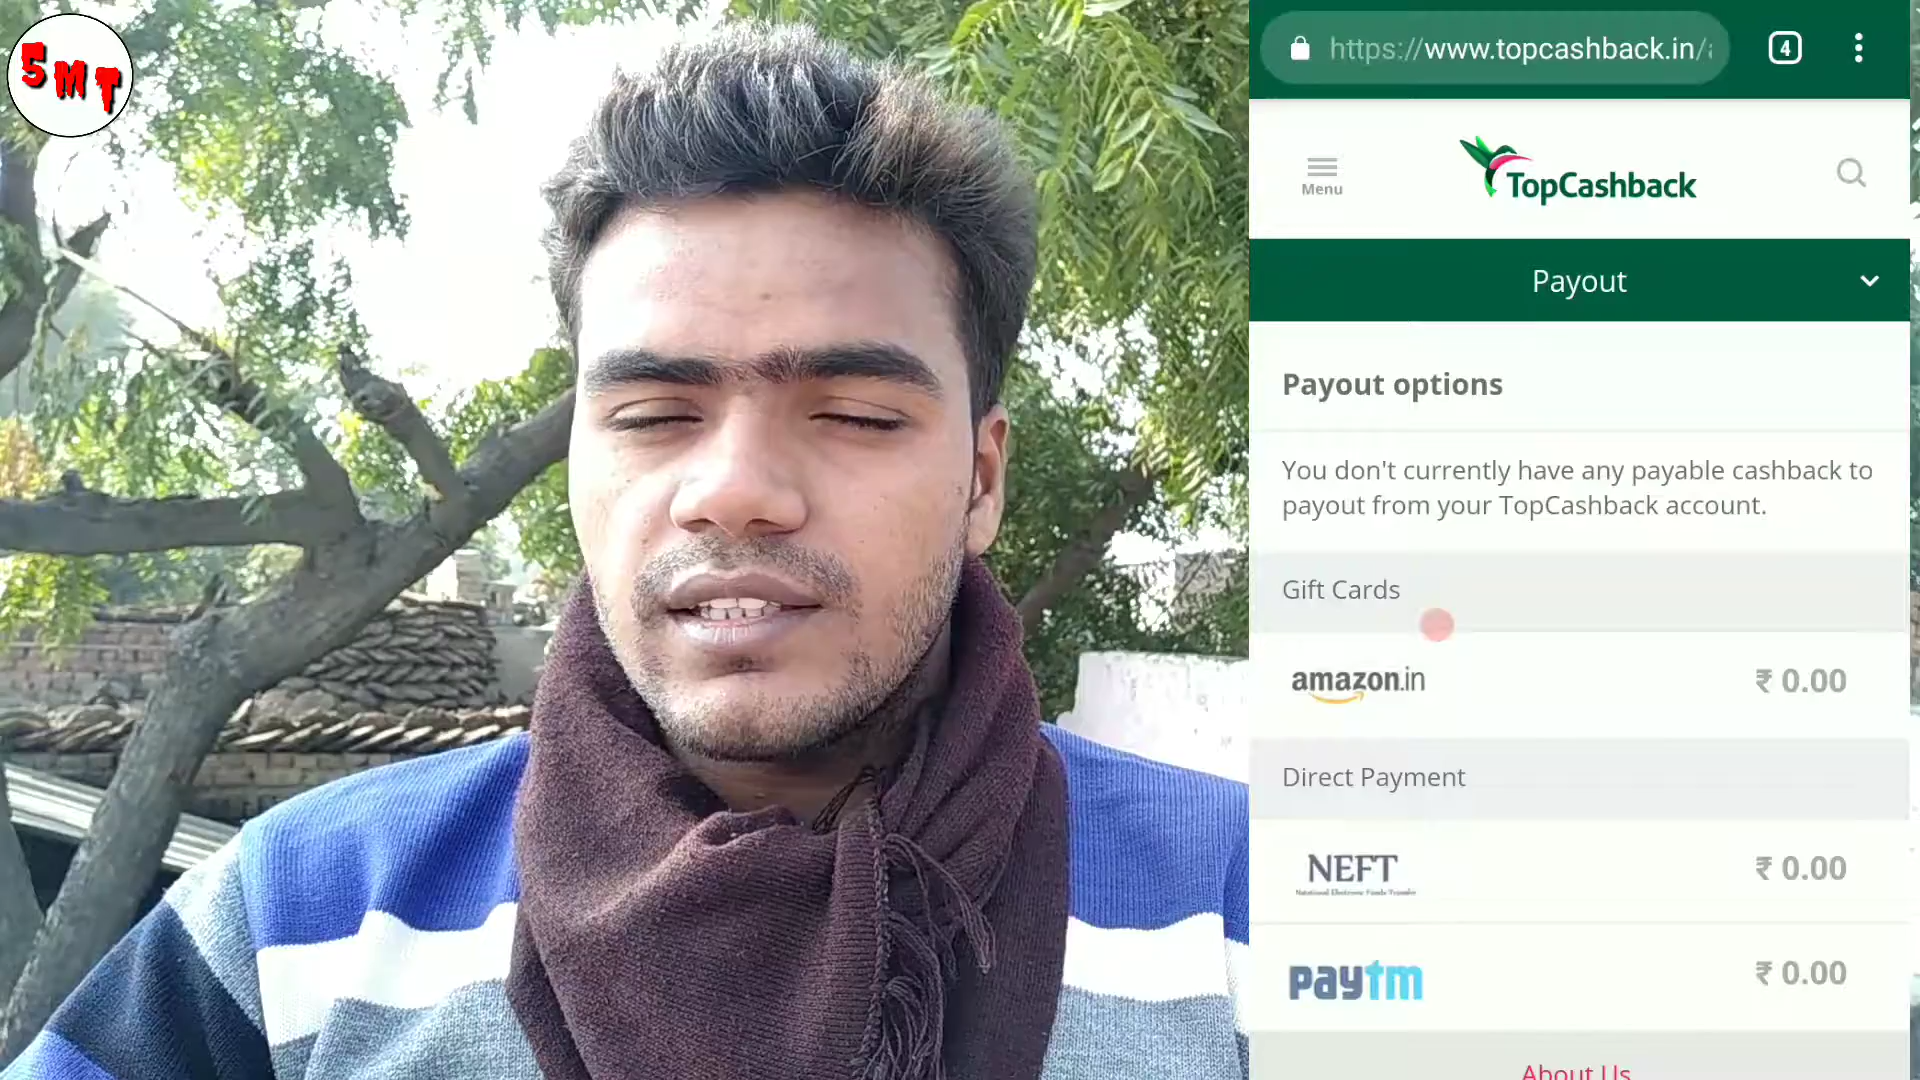 5MT
https://www.topcashback.in/
4
Menu
TopCashback
Payout
Payout options
You don't currently have any payable cashback to
payout from your TopCashback account.
Gift Cards
amazon.in
₹ 0.00
Direct Payment
NEFT
₹ 0.00
paytm
₹ 0.00
About Us